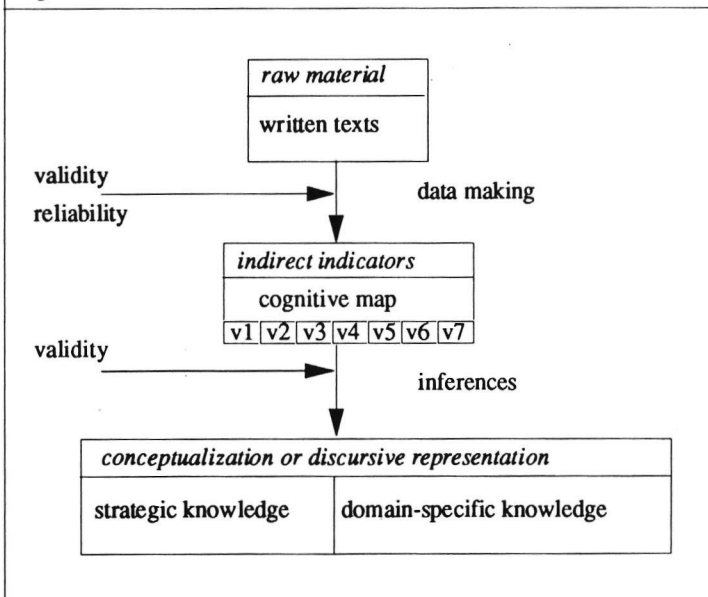 raw material
written texts
validity
reliability
data making
indirect indicators
cognitive map
v1 v2 v3 v4 v5 v6 v7
validity
inferences
conceptualization or discursive representation
strategic knowledge
domain-specific knowledge